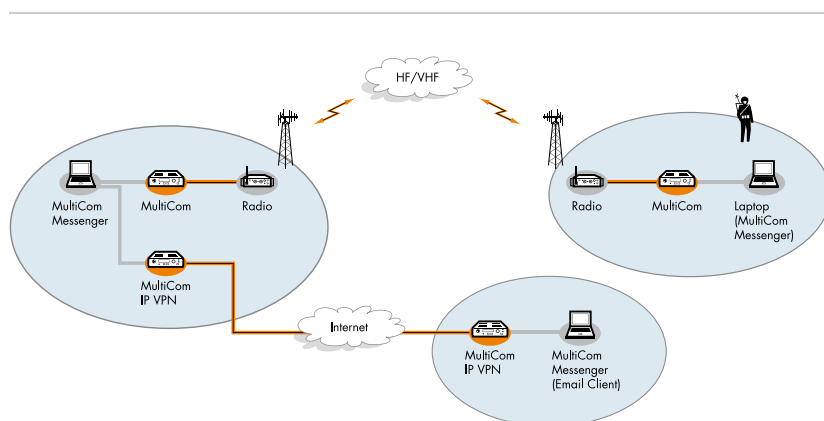 HF/VHF
MultiCom
Messenger
MultiCom
Radio
Radio
MultiCom
Laptop
(MultiCom
Messenger)
MultiCom
IP VPN
Internet
MultiCom
IP VPN
MultiCom
Messenger
(Email Client)